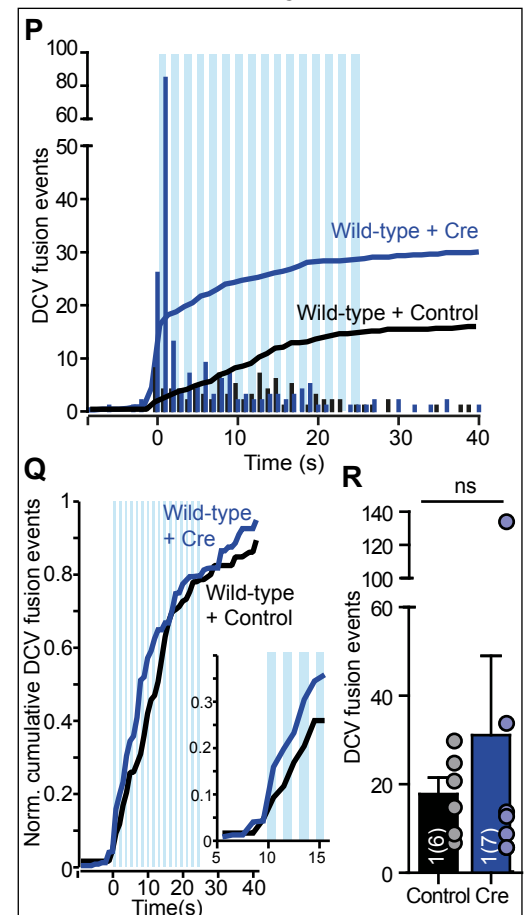 P
100
80
60
50
40
30
20
10
0
DCV fusion events
Wild-type + Cre
Wild-type + Control
0 10 20 30 40
Time (s)
Q
1
0.8
0.6
0.4
0.2
0
Norm. cumulative DCV fusion events
Wild-type
+ Cre
Wild-type
+ Control
0.3
0.2
0.1
0
5 10 15
0 10 20 30 40
Time(s)
R
ns
140
120
100
60
40
20
0
DCV fusion events
1(6)
1(7)
Control Cre